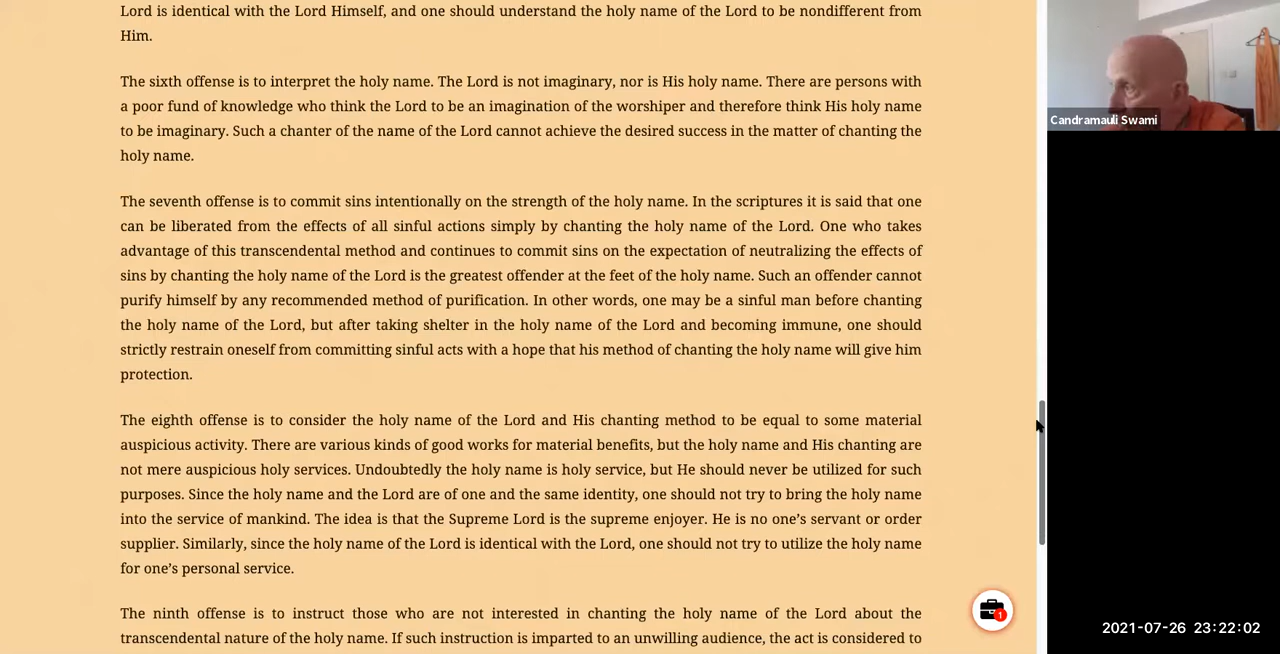 Lord is identical with the Lord Himself, and one should understand the holy name of the Lord to be nondifferent from
Him.
The sixth offense is to interpret the holy name. The Lord is not imaginary, nor is His holy name. There are persons with
a poor fund of knowledge who think the Lord to be an imagination of the worshiper and therefore think His holy name
to be imaginary. Such a chanter of the name of the Lord cannot achieve the desired success in the matter of chanting the
holy name.
The seventh offense is to commit sins intentionally on the strength of the holy name. In the scriptures it is said that one
can be liberated from the effects of all sinful actions simply by chanting the holy name of the Lord. One who takes
advantage of this transcendental method and continues to commit sins on the expectation of neutralizing the effects of
sins by chanting the holy name of the Lord is the greatest offender at the feet of the holy name. Such an offender cannot
purify himself by any recommended method of purification. In other words, one may be a sinful man before chanting
the holy name of the Lord, but after taking shelter in the holy name of the Lord and becoming immune, one should
strictly restrain oneself from committing sinful acts with a hope that his method of chanting the holy name will give him
protection.
The eighth offense is to consider the holy name of the Lord and His chanting method to be equal to some material
auspicious activity. There are various kinds of good works for material benefits, but the holy name and His chanting are
not mere auspicious holy services. Undoubtedly the holy name is holy service, but He should never be utilized for such
purposes. Since the holy name and the Lord are of one and the same identity, one should not try to bring the holy name
into the service of mankind. The idea is that the Supreme Lord is the supreme enjoyer. He is no one’s servant or order
supplier. Similarly, since the holy name of the Lord is identical with the Lord, one should not try to utilize the holy name
for one’s personal service.
The ninth offense is to instruct those who are not interested in chanting the holy name of the Lord about the
transcendental nature of the holy name. If such instruction is imparted to an unwilling audience, the act is considered to
Candramauli Swami
1
2021-07-26 23:22:02